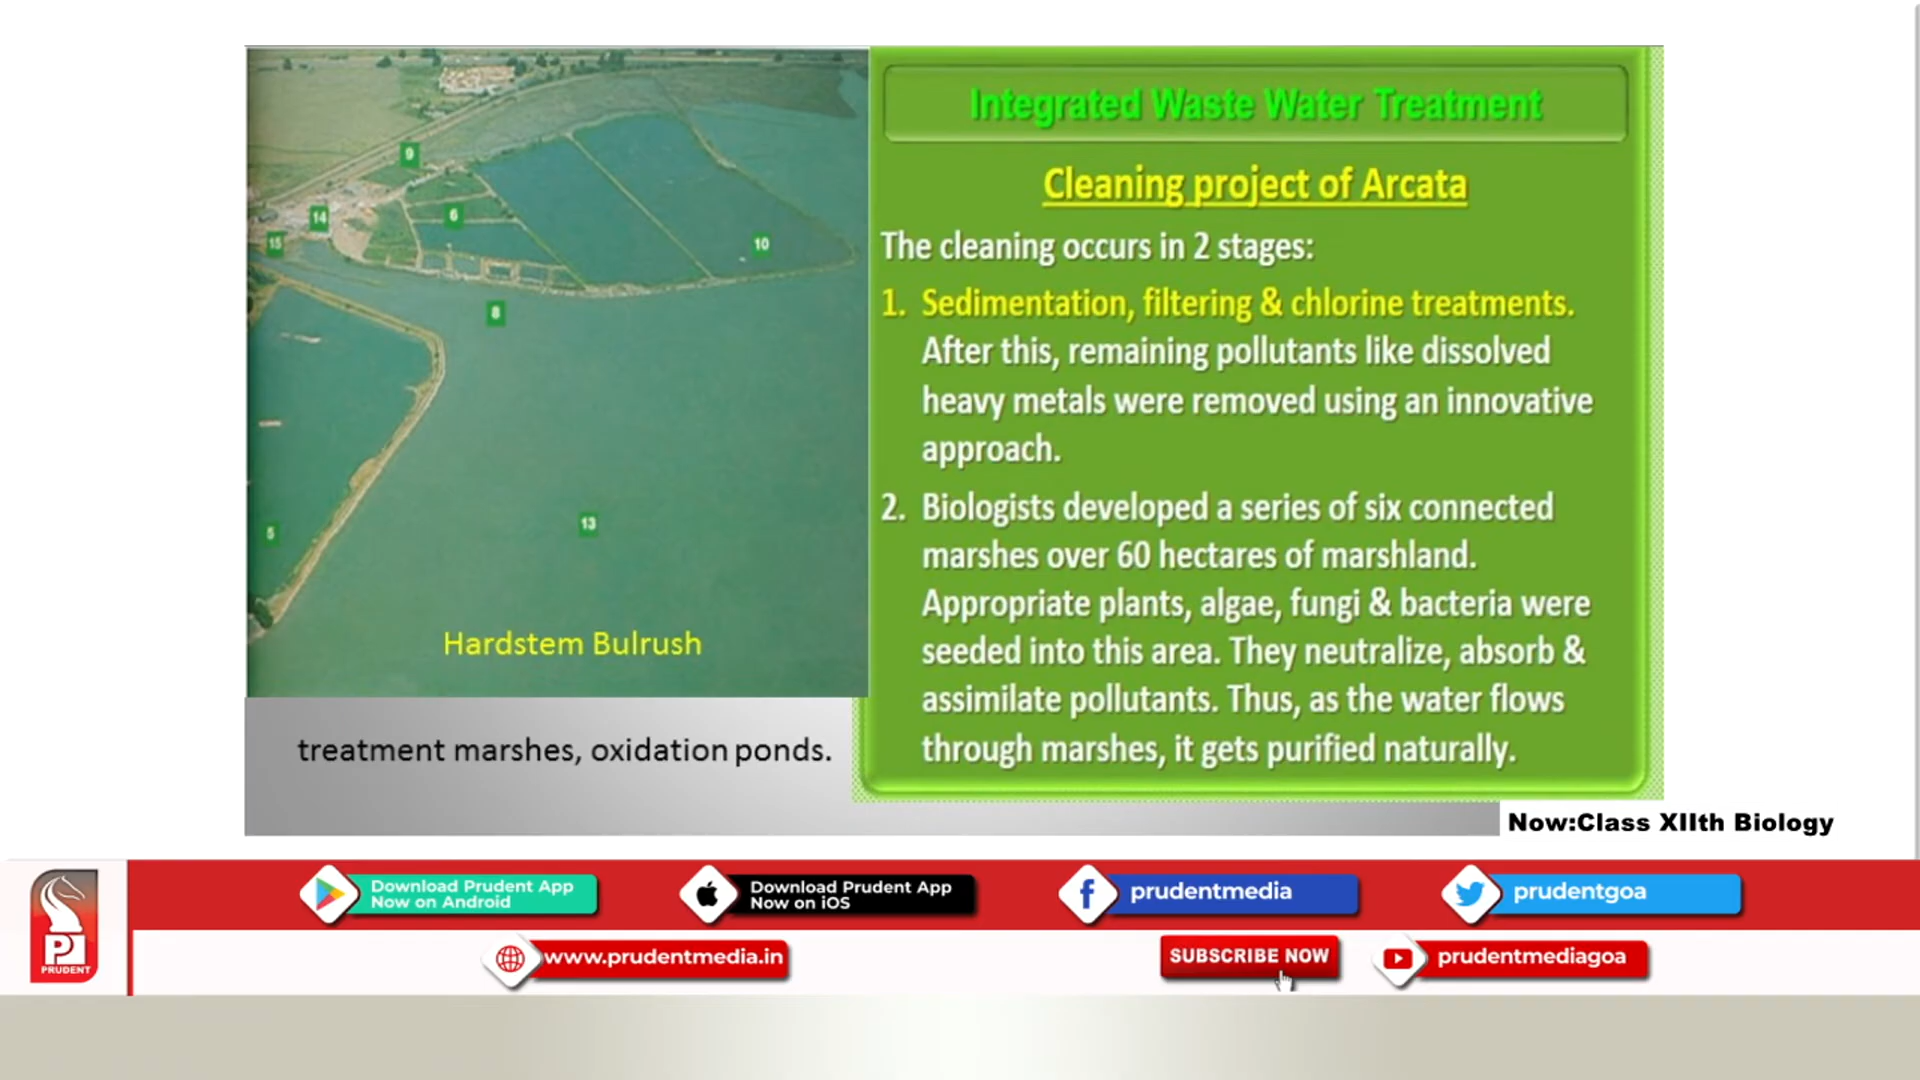 Integrated Waste Water Treatment
Cleaning project of Arcata
The cleaning occurs in 2 stages:
1. Sedimentation, filtering & chlorine treatments.
After this, remaining pollutants like dissolved
heavy metals were removed using an innovative
approach.
2. Biologists developed a series of six connected
marshes over 60 hectares of marshland.
Appropriate plants, algae, fungi & bacteria were
seeded into this area. They neutralize, absorb &
assimilate pollutants. Thus, as the water flows
through marshes, it gets purified naturally.
9
14
6
15
10
8
13
5
Hardstem Bulrush
treatment marshes, oxidation ponds.
Now:Class XIIth Biology
Download Prudent App
Now on Android
Download Prudent App
Now on iOS
prudentmedia
prudentgoa
PRUDENT
www.prudentmedia.in
SUBSCRIBE NOW
prudentmediagoa